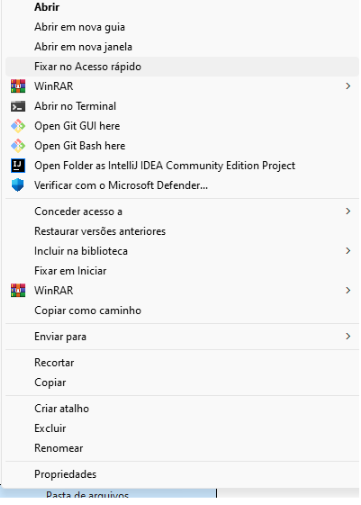 Abrir
Abrir em nova guia
Abrir em nova janela
Fixar no Acesso rápido
WinRAR
Abrir no Terminal
Open Git GUI here
Open Git Bash here
Open Folder as IntelliJ IDEA Community Edition Project
Verificar com o Microsoft Defender...
Conceder acesso a
Restaurar versões anteriores
Incluir na biblioteca
Fixar em Iniciar
WinRAR
Copiar como caminho
Enviar para
Recortar
Copiar
Criar atalho
Excluir
Renomear
Propriedades
Pasta de arquivos